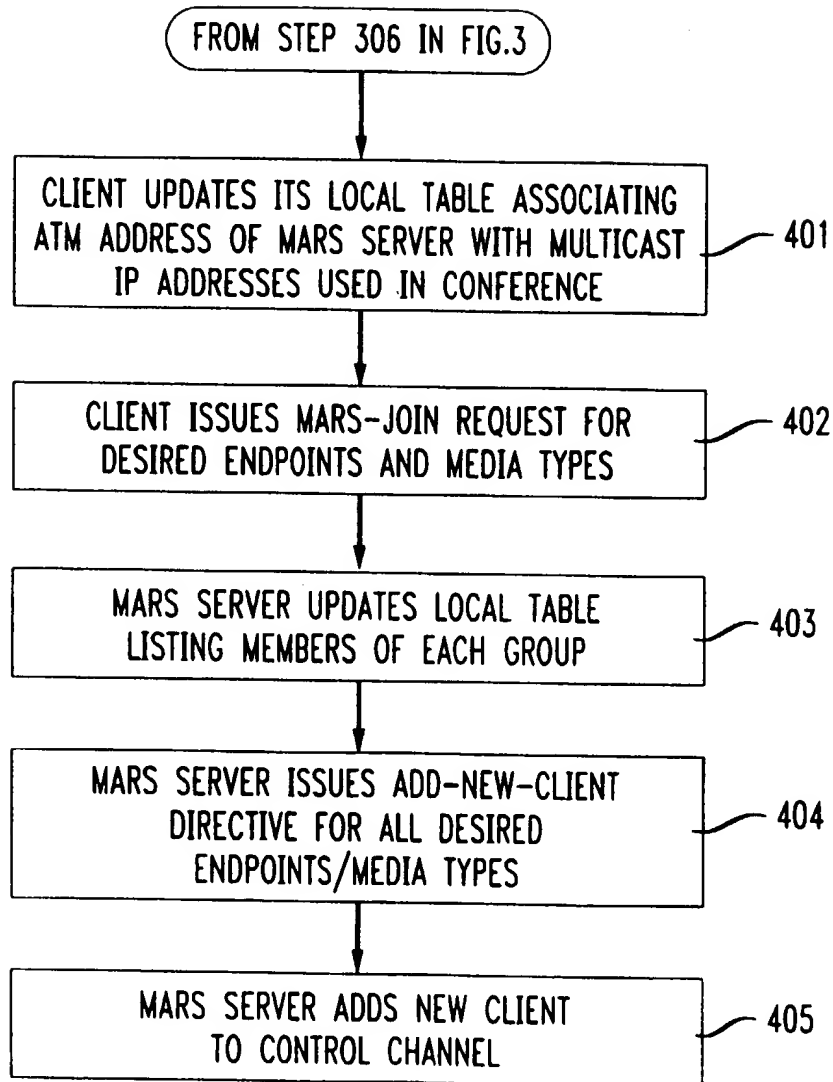 FROM STEP 306 IN FIG.3
CLIENT UPDATES ITS LOCAL TABLE ASSOCIATING
ATM ADDRESS OF MARS SERVER WITH MULTICAST
IP ADDRESSES USED IN CONFERENCE
401
CLIENT ISSUES MARS-JOIN REQUEST FOR
DESIRED ENDPOINTS AND MEDIA TYPES
402
MARS SERVER UPDATES LOCAL TABLE
LISTING MEMBERS OF EACH GROUP
403
MARS SERVER ISSUES ADD-NEW-CLIENT
DIRECTIVE FOR ALL DESIRED
ENDPOINTS/MEDIA TYPES
404
MARS SERVER ADDS NEW CLIENT
TO CONTROL CHANNEL
405